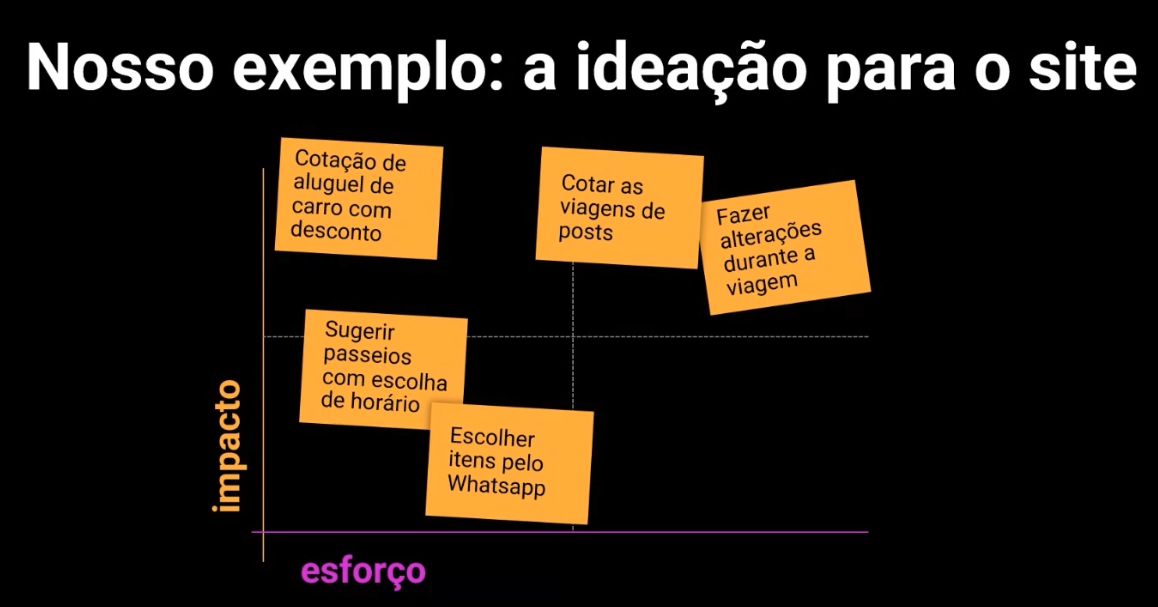 Nosso exemplo: a ideação para o site
Cotação de
aluguel de
carro com
desconto
Cotar as
viagens de
posts
Fazer
alterações
durante a
viagem
Sugerir
passeios
com escolha
de horário
Escolher
itens pelo
Whatsapp
impacto
esforço